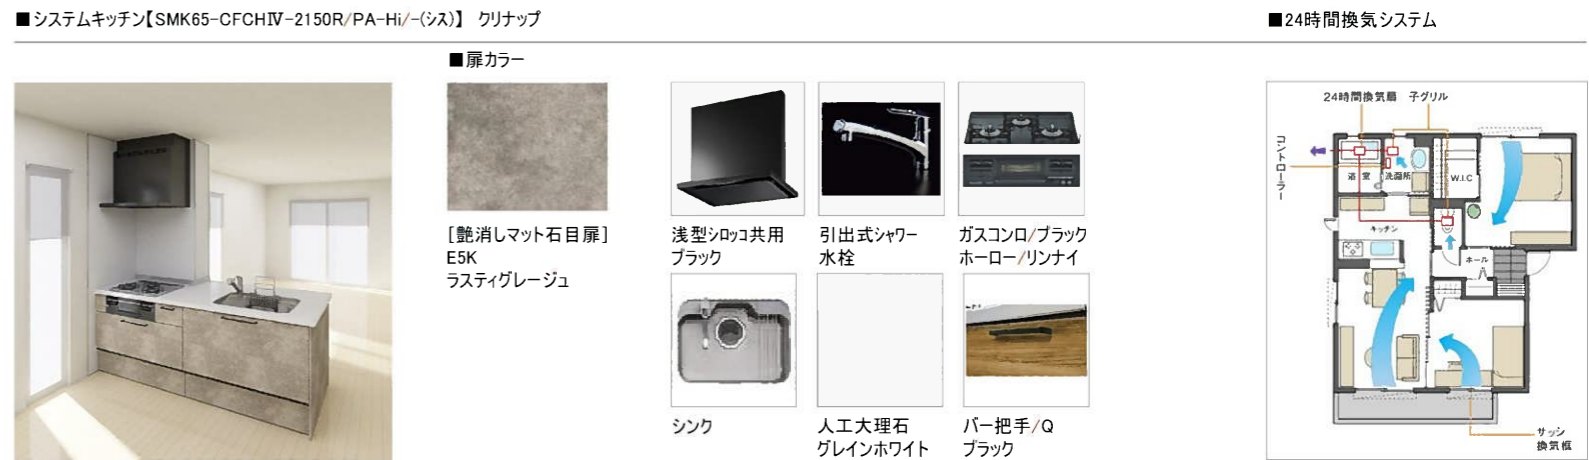 ■システムキッチン【SMK65-CFCHⅣ-2150R/PA-Hi/-(シス)】 クリナップ
■扉カラー
[艶消しマット石目扉]
E5K
ラスティグレージュ
浅型シロッコ共用
ブラック
引出式シャワー
水栓
ガスコンロ/ブラック
ホーロー/リンナイ
シンク
人工大理石
グレインホワイト
バー把手/Q
ブラック
■24時間換気システム
24時間換気扇 子グリル
コントローラー
浴室
洗面所
W.I.C
キッチン
ホール
サッシ
換気框